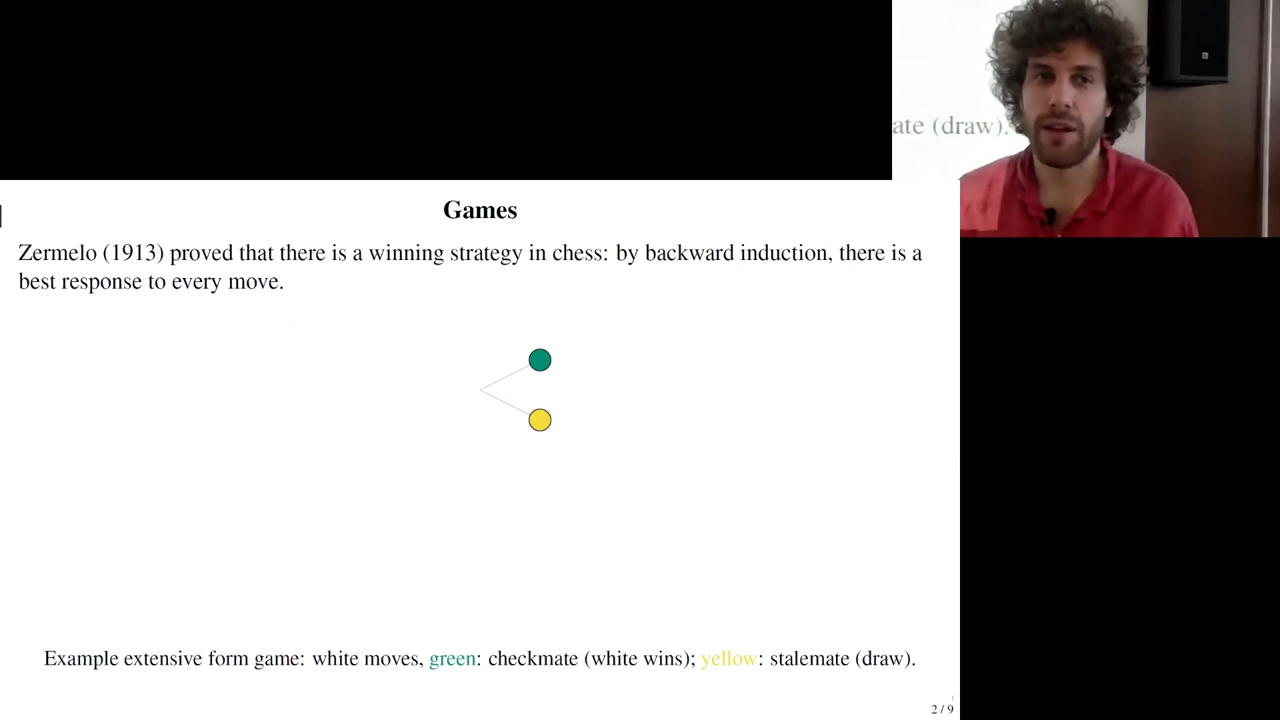 ate (draw).
Games
Zermelo (1913) proved that there is a winning strategy in chess: by backward induction, there is a
best response to every move.
Example extensive form game: white moves, green: checkmate (white wins); yellow: stalemate (draw).
2 / 9